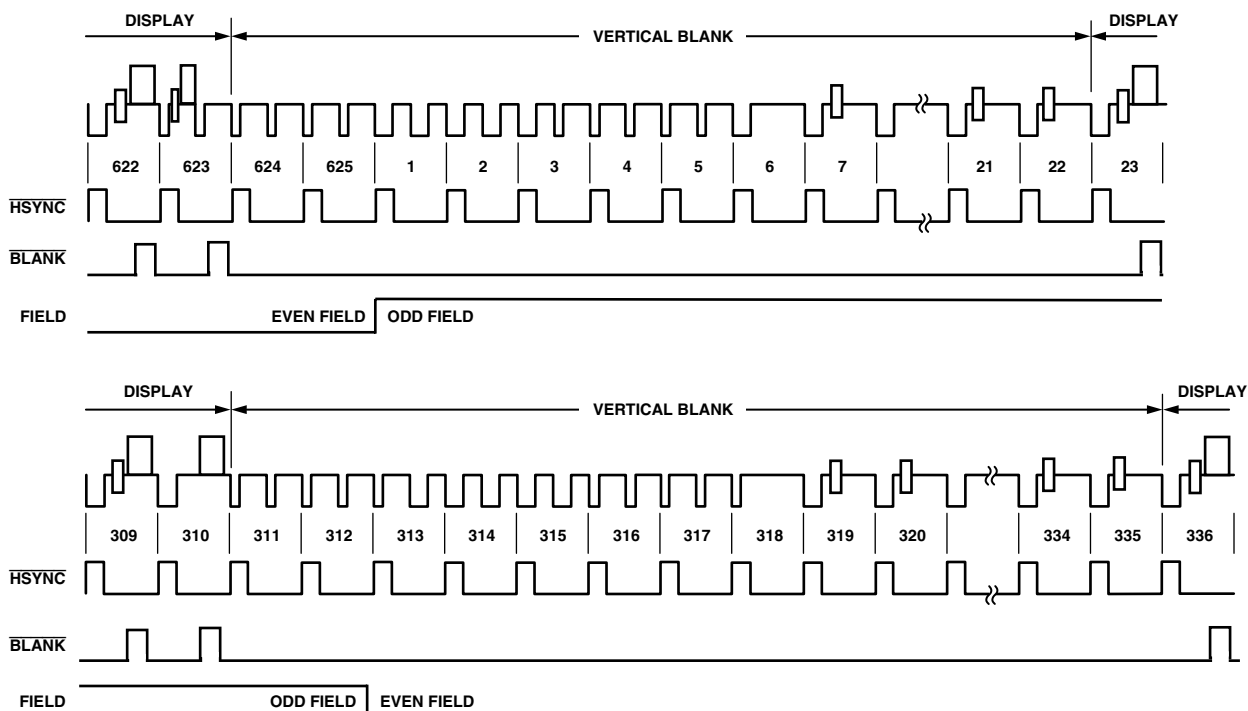 DISPLAY VERTICAL BLANK DISPLAY
622 623 624 625 1 2 3 4 5 6 7 21 22 23
HSYNC
BLANK
FIELD EVEN FIELD ODD FIELD
DISPLAY VERTICAL BLANK DISPLAY
309 310 311 312 313 314 315 316 317 318 319 320 334 335 336
HSYNC
BLANK
FIELD ODD FIELD EVEN FIELD